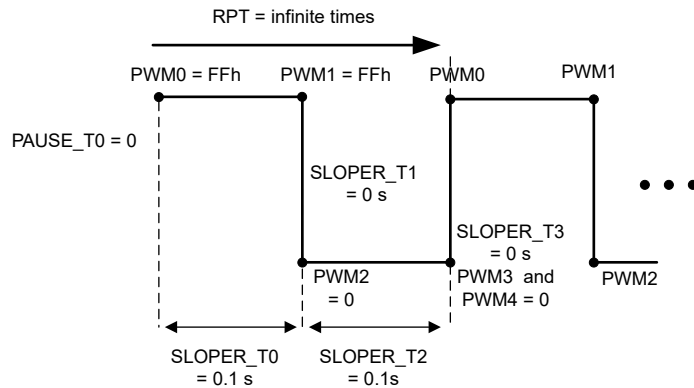 RPT = infinite times
PWM0 = FFh
PWM1 = FFh
PWM0
PWM1
PAUSE_T0 = 0
SLOPER_T1
= 0 s
SLOPER_T3
= 0 s
PWM2
= 0
PWM3 and
PWM4 = 0
PWM2
SLOPER_T0
= 0.1 s
SLOPER_T2
= 0.1s